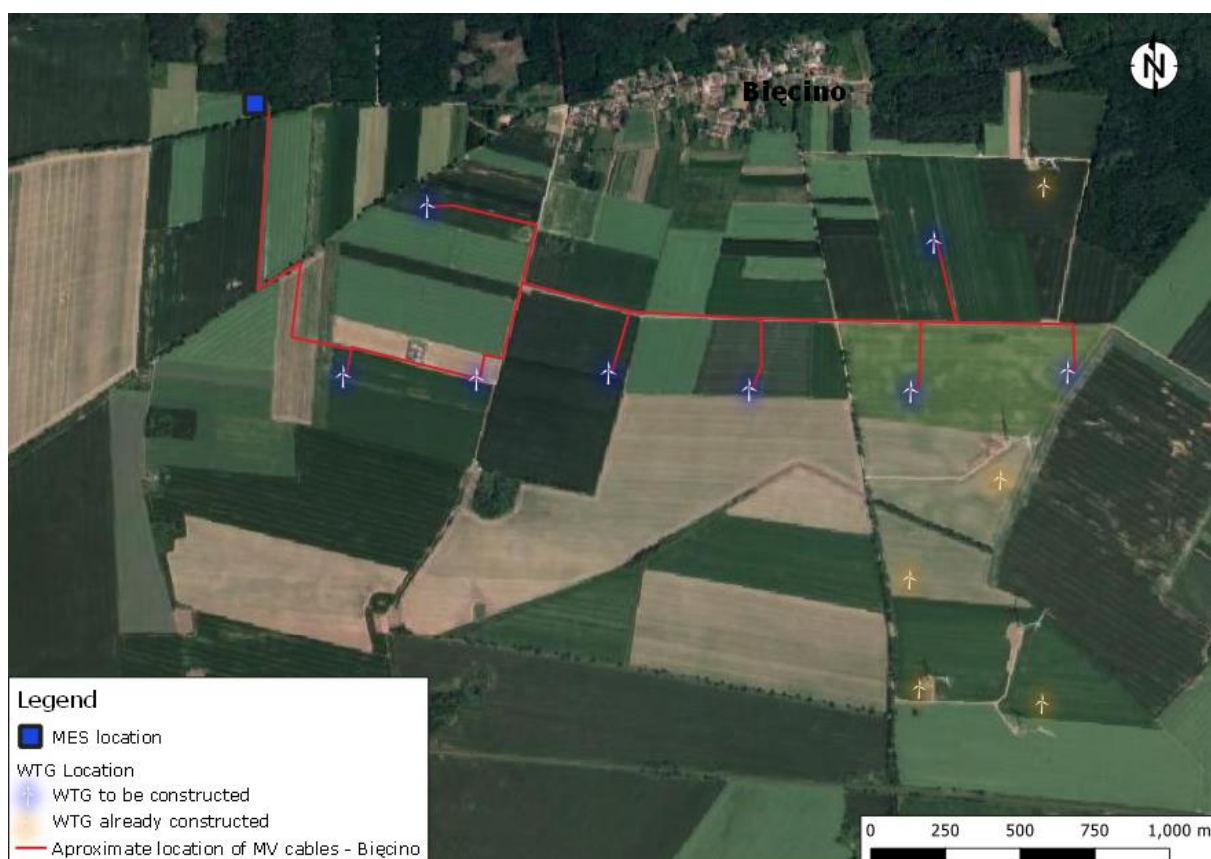 N
Bięcino
Legend
MES location
WTG Location
WTG to be constructed
WTG already constructed
Aproximate location of MV cables - Bięcino
0 250 500 750 1,000 m